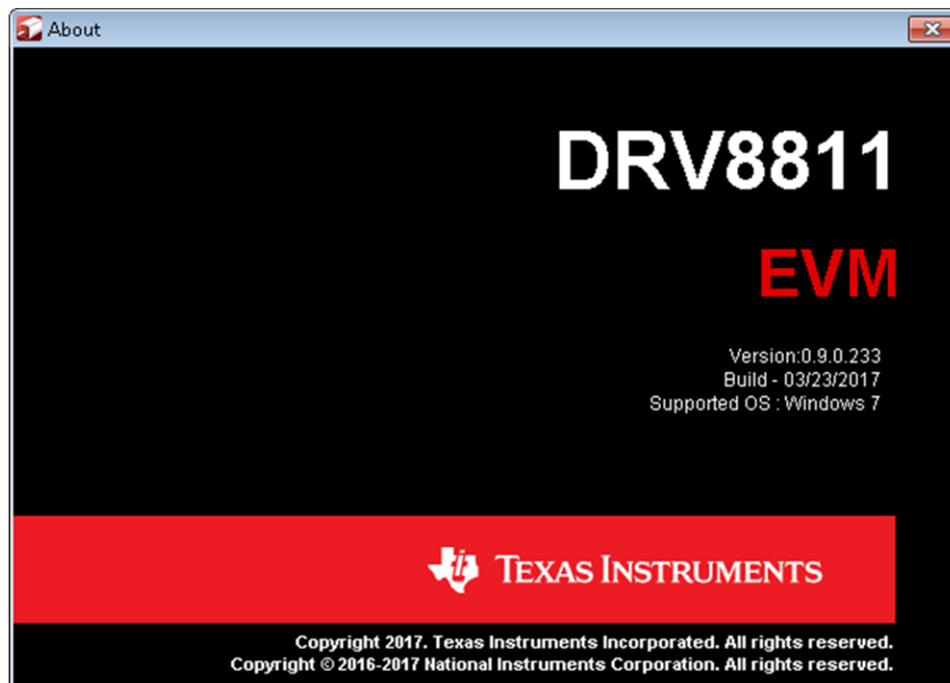 About
DRV8811
EVM
Version:0.9.0.233
Build - 03/23/2017
Supported OS : Windows 7
TEXAS INSTRUMENTS
Copyright 2017. Texas Instruments Incorporated. All rights reserved.
Copyright © 2016-2017 National Instruments Corporation. All rights reserved.